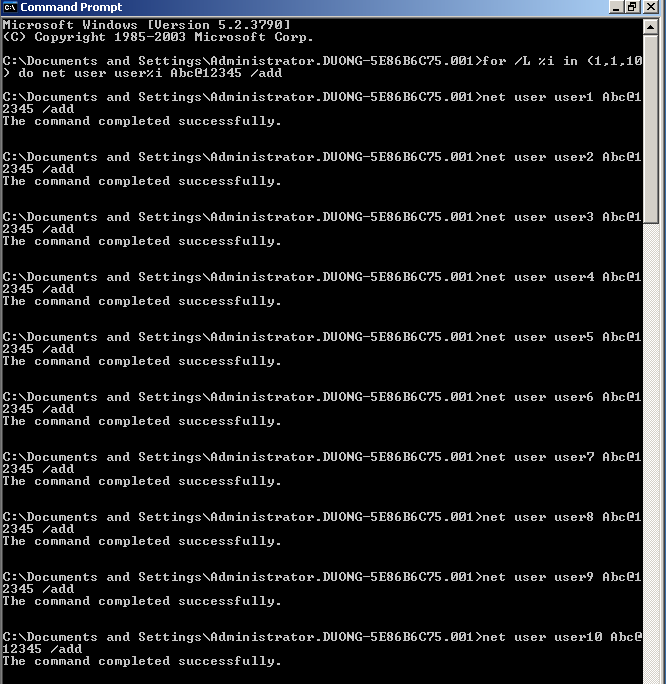 Command Prompt
Microsoft Windows [Version 5.2.3790]
(C) Copyright 1985-2003 Microsoft Corp.
C:\Documents and Settings\Administrator.DUONG-5E86B6C75.001>for /L %i in (1,1,10
) do net user user%i Abc@12345 /add
C:\Documents and Settings\Administrator.DUONG-5E86B6C75.001>net user user1 Abc@1
2345 /add
The command completed successfully.
C:\Documents and Settings\Administrator.DUONG-5E86B6C75.001>net user user2 Abc@1
2345 /add
The command completed successfully.
C:\Documents and Settings\Administrator.DUONG-5E86B6C75.001>net user user3 Abc@1
2345 /add
The command completed successfully.
C:\Documents and Settings\Administrator.DUONG-5E86B6C75.001>net user user4 Abc@1
2345 /add
The command completed successfully.
C:\Documents and Settings\Administrator.DUONG-5E86B6C75.001>net user user5 Abc@1
2345 /add
The command completed successfully.
C:\Documents and Settings\Administrator.DUONG-5E86B6C75.001>net user user6 Abc@1
2345 /add
The command completed successfully.
C:\Documents and Settings\Administrator.DUONG-5E86B6C75.001>net user user7 Abc@1
2345 /add
The command completed successfully.
C:\Documents and Settings\Administrator.DUONG-5E86B6C75.001>net user user8 Abc@1
2345 /add
The command completed successfully.
C:\Documents and Settings\Administrator.DUONG-5E86B6C75.001>net user user9 Abc@1
2345 /add
The command completed successfully.
C:\Documents and Settings\Administrator.DUONG-5E86B6C75.001>net user user10 Abc@
12345 /add
The command completed successfully.